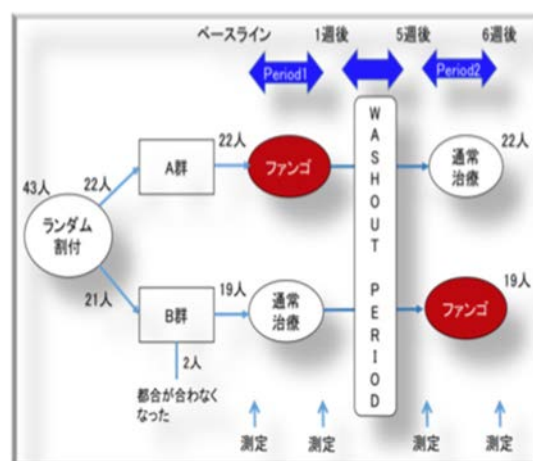 ベースライン 1週後 5週後 6週後
Period1 Period2
43人
ランダム
割付
22人
A群
22人
ファンゴ
通常
治療
22人
21人
B群
19人
通常
治療
ファンゴ
19人
2人
都合が合わなく
なった
WASHOUT PERIOD
測定 測定 測定 測定